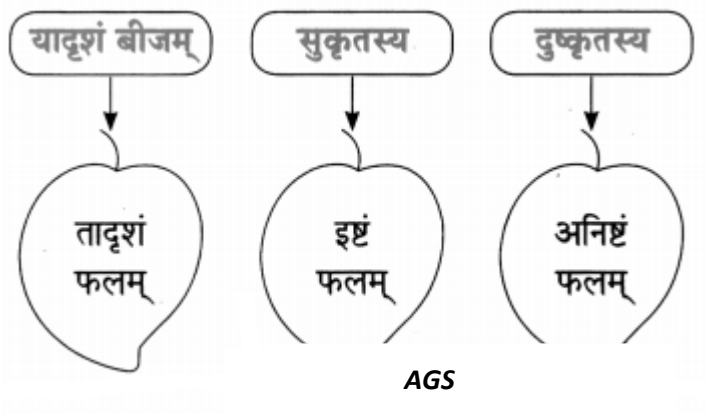 यादृशं बीजम्
सुकृतस्य
दुष्कृतस्य
तादृशं
फलम्
इष्टं
फलम्
अनिष्टं
फलम्
AGS